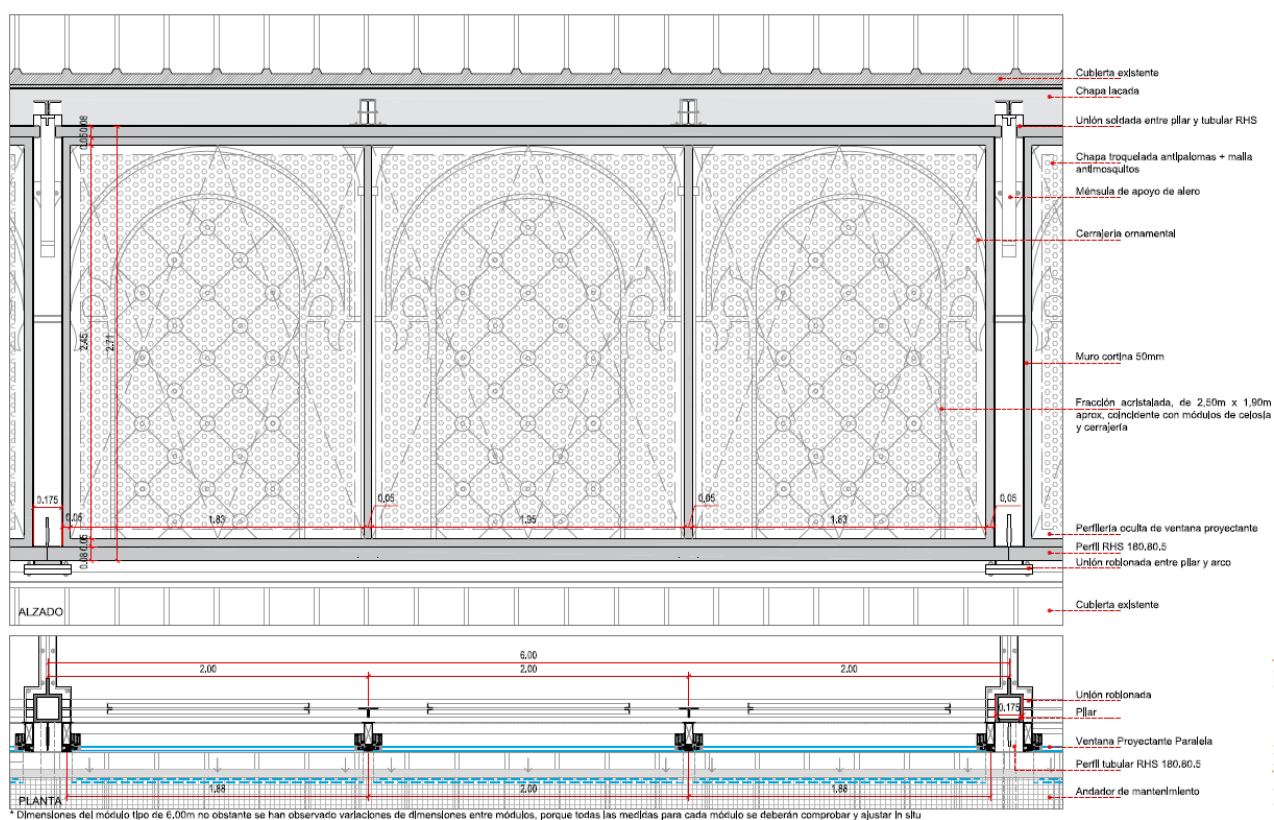 Cubierta existente
Chapa lacada
Unión soldada entre pilar y tubular RHS
Chapa troquelada antipalomas + malla
antimosquitos
Ménsula de apoyo de alero
Cerrajería ornamental
Muro cortina 50mm
Fracción acristalada, de 2,50m x 1,90m
aprox, coincidente con módulos de celosía
y cerrajería
Perfilería oculta de ventana proyectante
Perfil RHS 180.80.5
Unión roblonada entre pilar y arco
Cubierta existente
0.08
0.05
2.45
2.71
0.175
0.05
1.83
0.05
1.95
0.05
1.83
0.05
0.05
0.08
ALZADO
6.00
2.00
2.00
2.00
0.175
Unión roblonada
Pilar
Ventana Proyectante Paralela
Perfil tubular RHS 180.80.5
Andador de mantenimiento
1.88
2.00
1.88
PLANTA
* Dimensiones del módulo tipo de 6,00m no obstante se han observado variaciones de dimensiones entre módulos, porque todas las medidas para cada módulo se deberán comprobar y ajustar in situ